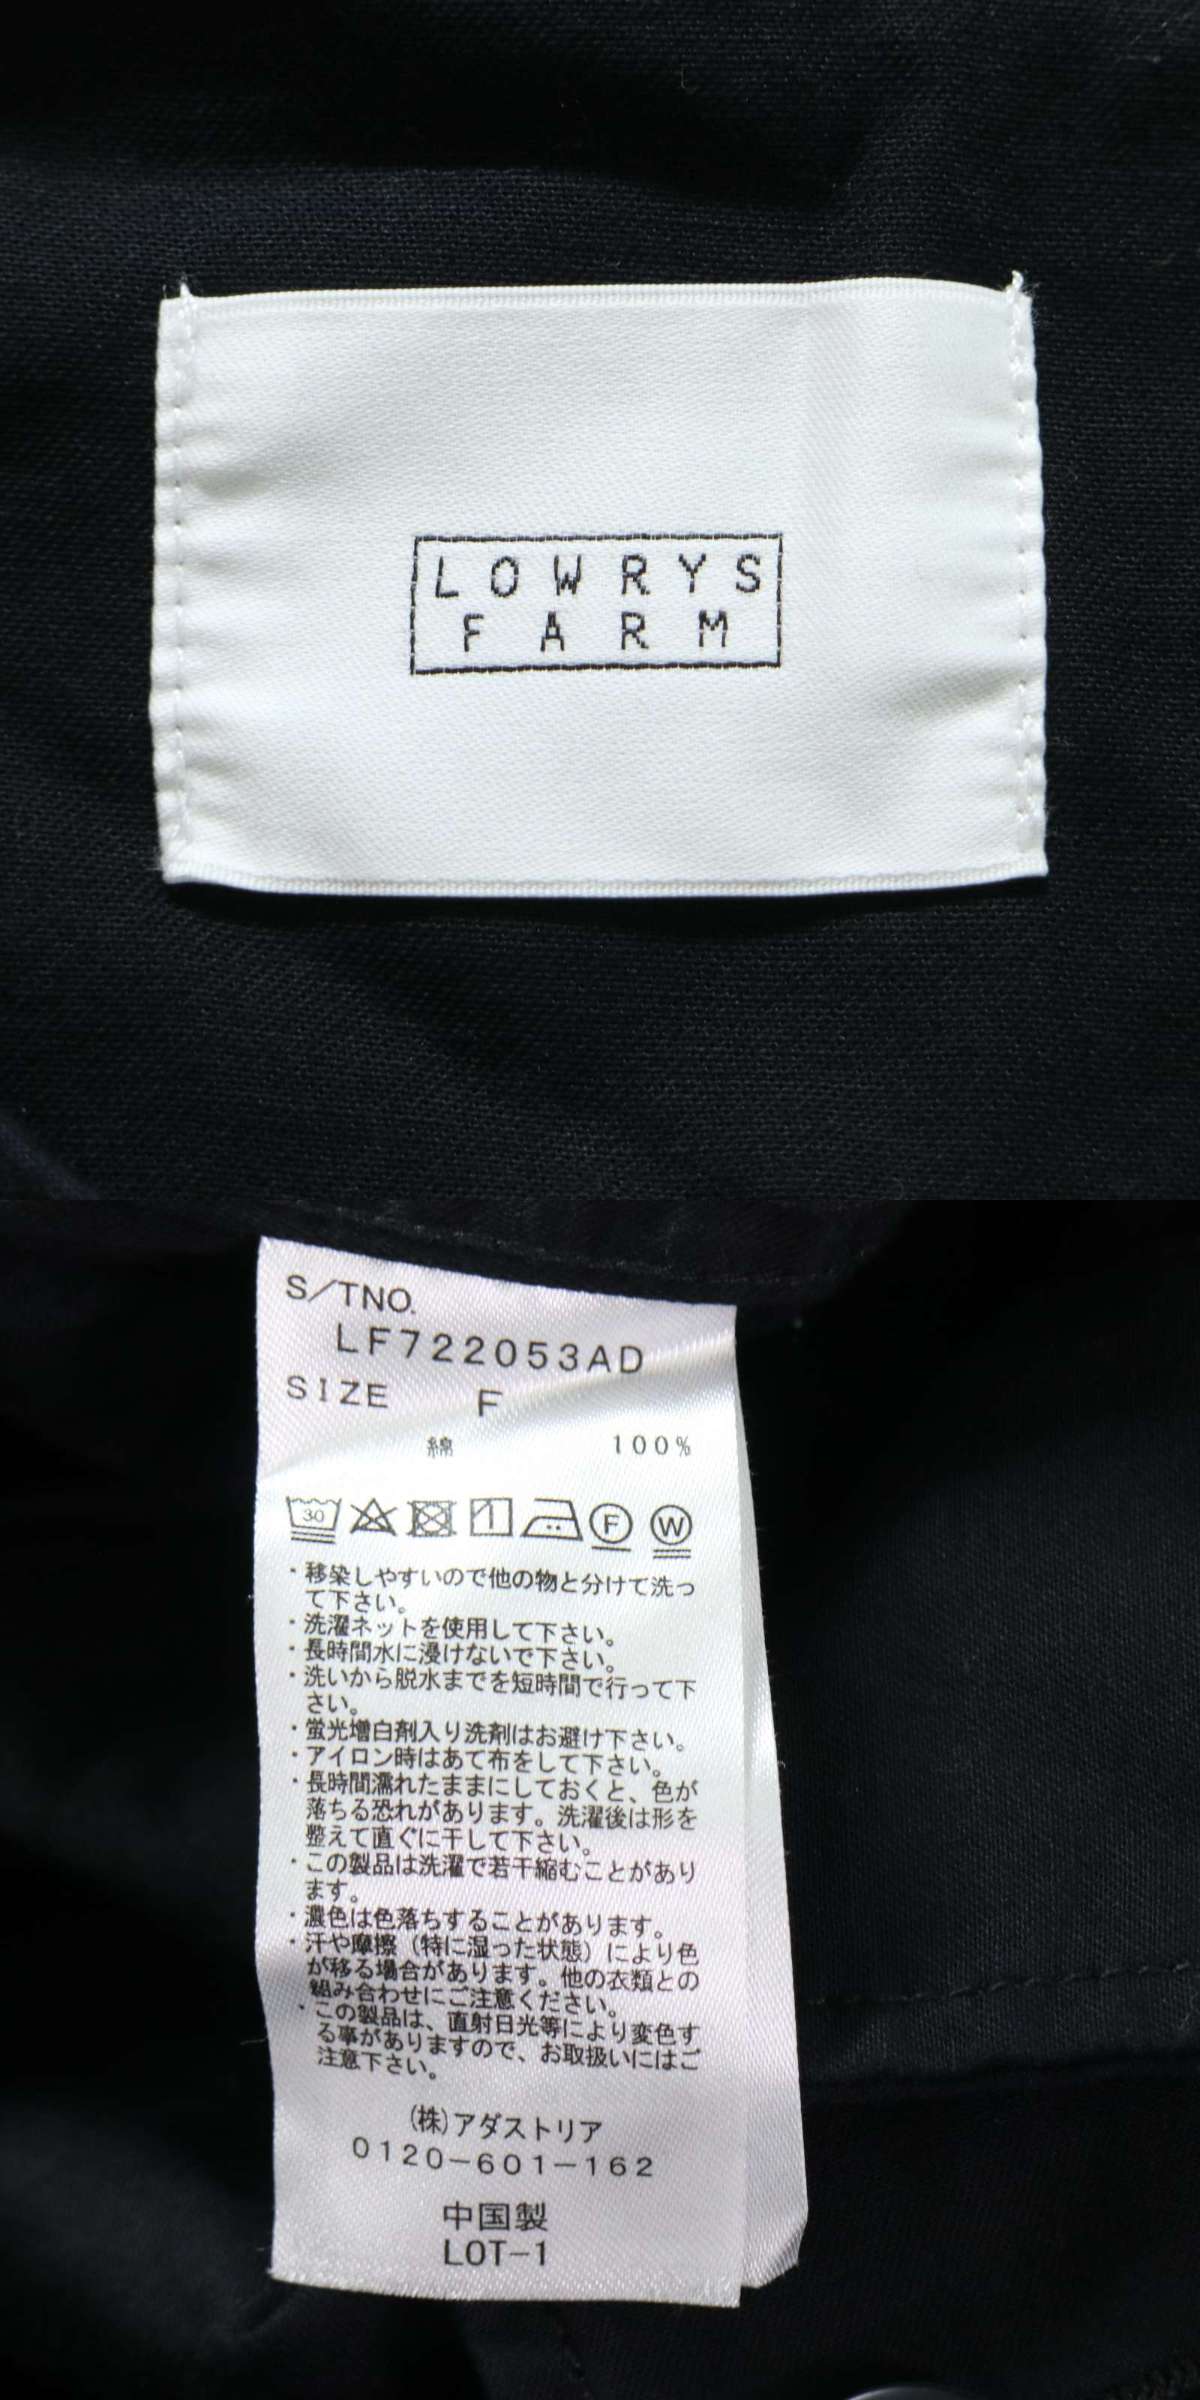 LOWRYS
FARM
S/TNO.
LF722053AD
SIZE F
綿 100%
30 F W
・移染しやすいので他の物と分けて洗っ
て下さい。
・洗濯ネットを使用して下さい。
・長時間水に浸けないで下さい。
・洗いから脱水までを短時間で行って下
さい。
・蛍光増白剤入り洗剤はお避け下さい。
・アイロン時はあて布をして下さい。
・長時間濡れたままにしておくと、色が
落ちる恐れがあります。洗濯後は形を
整えて直ぐに干して下さい。
・この製品は洗濯で若干縮むことがあり
ます。
・濃色は色落ちすることがあります。
・汗や摩擦（特に湿った状態）により色
が移る場合があります。他の衣類との
組み合わせにご注意ください。
・この製品は、直射日光等により変色す
る事がありますので、お取扱いにはご
注意下さい。
(株)アダストリア
0120-601-162
中国製
LOT-1